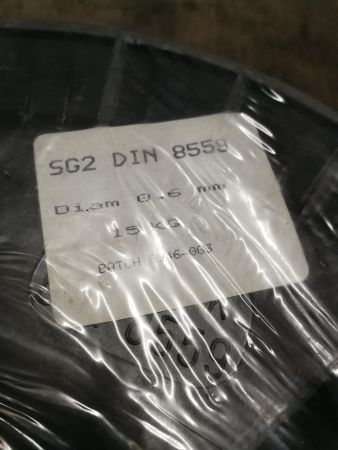 SG2 DIN 8559
Diam 0.6 mm
15 KG
BATCH